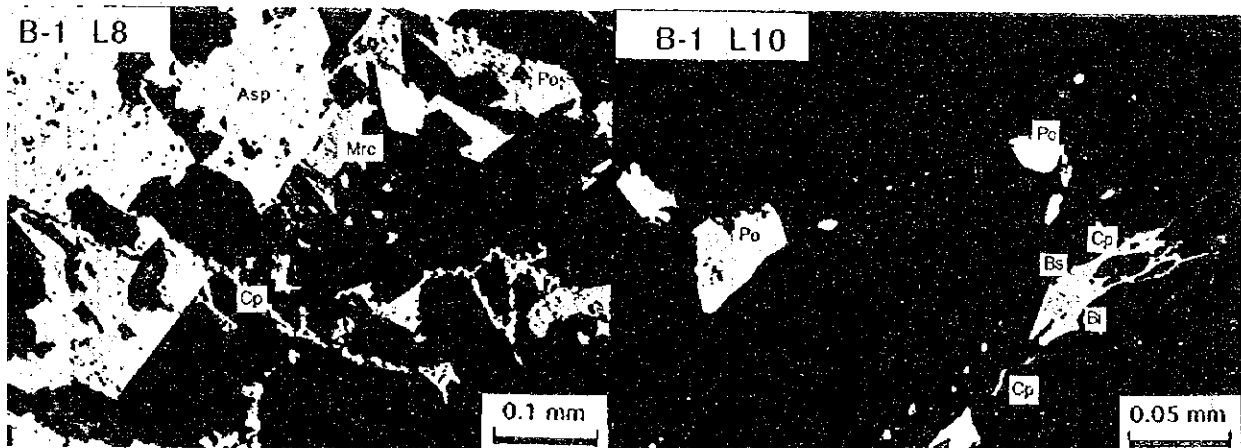 B-1 L8
Asp
Po
Mrc
Cp
0.1 mm
B-1 L10
Po
Po
Cp
Bs
Bi
Cp
0.05 mm